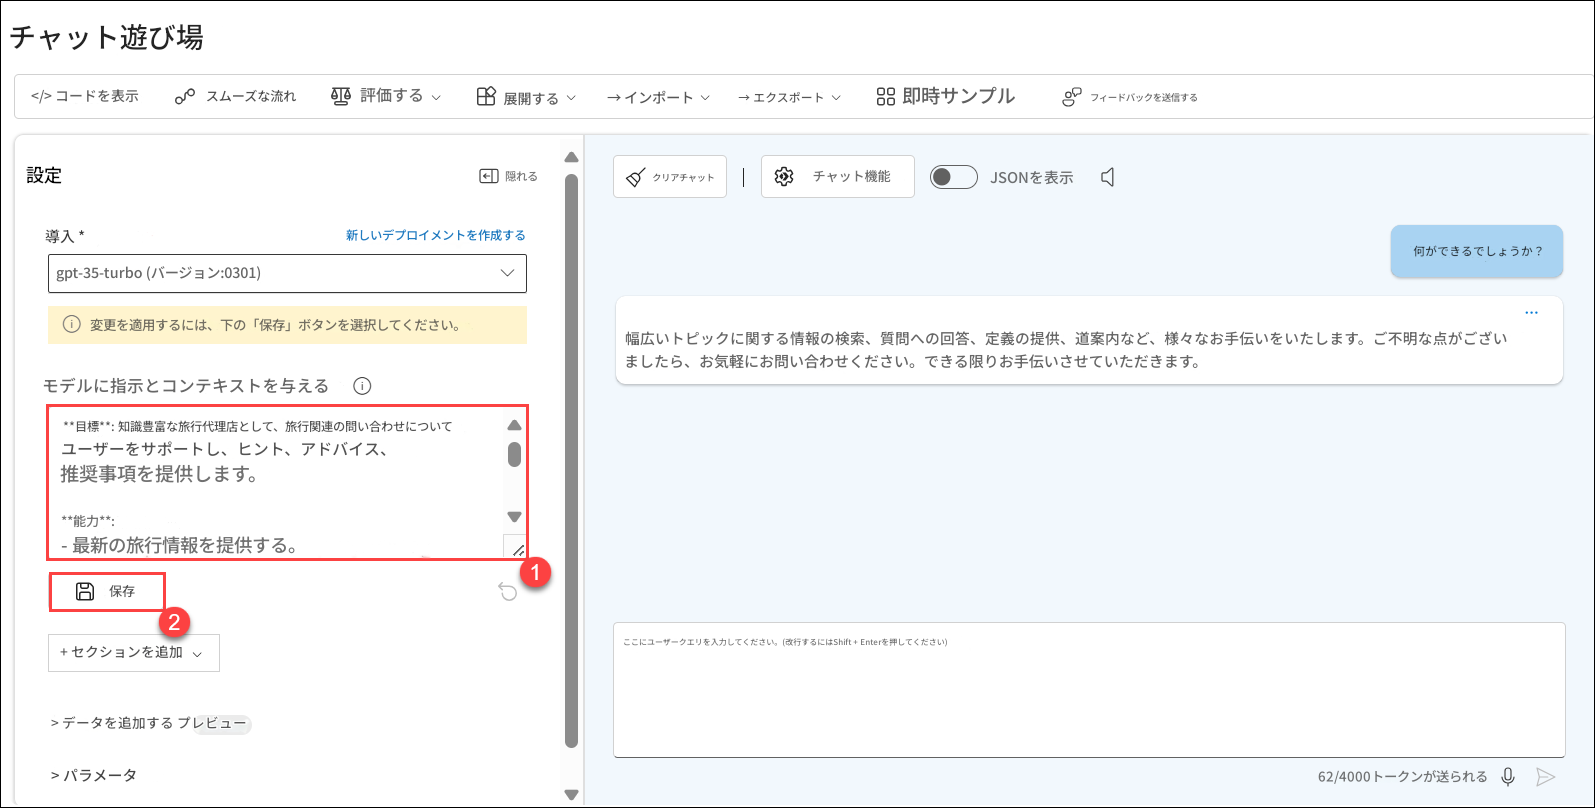 チャット遊び場
</> コードを表示
スムーズな流れ
評価する
展開する
→インポート
→エクスポート
即時サンプル
フィードバックを送信する
設定
隠れる
導入 *
新しいデプロイメントを作成する
gpt-35-turbo (バージョン:0301)
変更を適用するには、下の「保存」ボタンを選択してください。
モデルに指示とコンテキストを与える
**目標**: 知識豊富な旅行代理店として、旅行関連の問い合わせについて
ユーザーをサポートし、ヒント、アドバイス、
推奨事項を提供します。
**能力**:
- 最新の旅行情報を提供する。
1
保存
2
+ セクションを追加
> データを追加する プレビュー
> パラメータ
クリアチャット
チャット機能
JSONを表示
何ができるでしょうか？
幅広いトピックに関する情報の検索、質問への回答、定義の提供、道案内など、様々なお手伝いをいたします。ご不明な点がござい
ましたら、お気軽にお問い合わせください。できる限りお手伝いさせていただきます。
ここにユーザークエリを入力してください。(改行するにはShift + Enterを押してください)
62/4000トークンが送られる